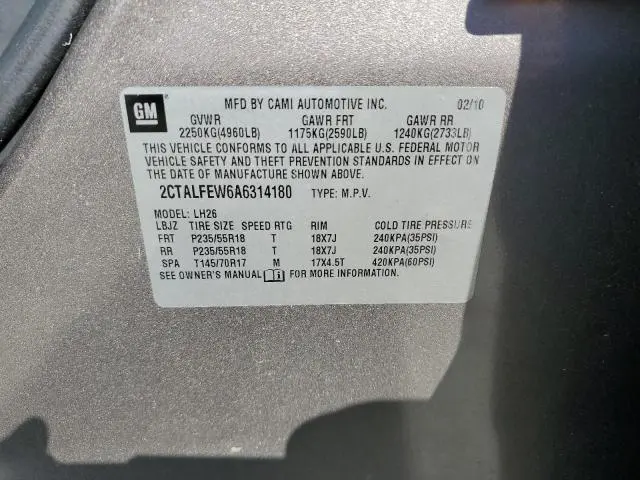 GM
MFD BY CAMI AUTOMOTIVE INC. 02/10
GVWR GAWR FRT GAWR RR
2250KG(4960LB) 1175KG(2590LB) 1240KG(2733LB)
THIS VEHICLE CONFORMS TO ALL APPLICABLE U.S. FEDERAL MOTOR
VEHICLE SAFETY AND THEFT PREVENTION STANDARDS IN EFFECT ON
THE DATE OF MANUFACTURE SHOWN ABOVE.
2CTALFEW6A6314180 TYPE: M.P.V.
MODEL: LH26
LBJZ TIRE SIZE SPEED RTG RIM COLD TIRE PRESSURE
FRT P235/55R18 T 18X7J 240KPA(35PSI)
RR P235/55R18 T 18X7J 240KPA(35PSI)
SPA T145/70R17 M 17X4.5T 420KPA(60PSI)
SEE OWNER'S MANUAL FOR MORE INFORMATION.